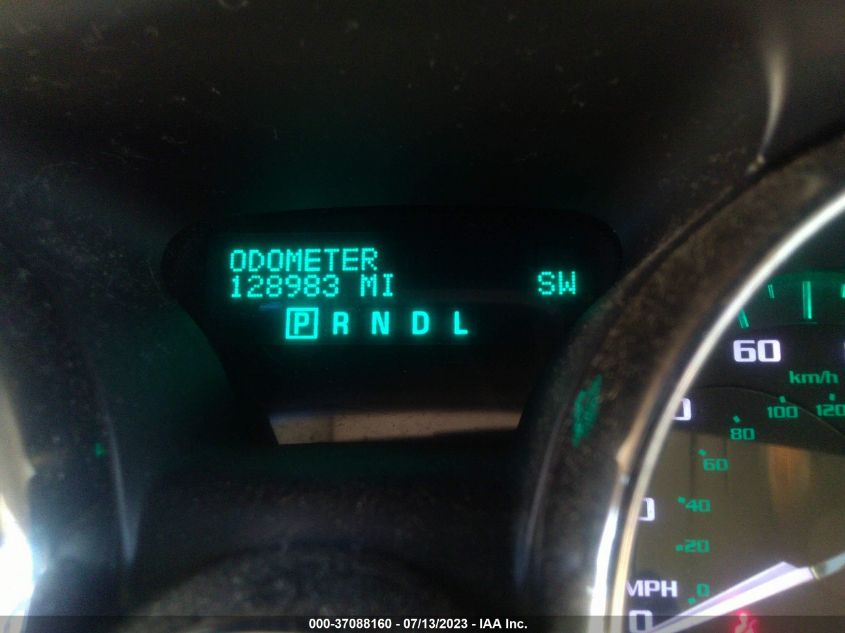 ODOMETER
128983 MI SW
P R N D L
60
km/h
100 120
80
60
40
20
MPH 0
0
000-37088160 - 07/13/2023 - IAA Inc.